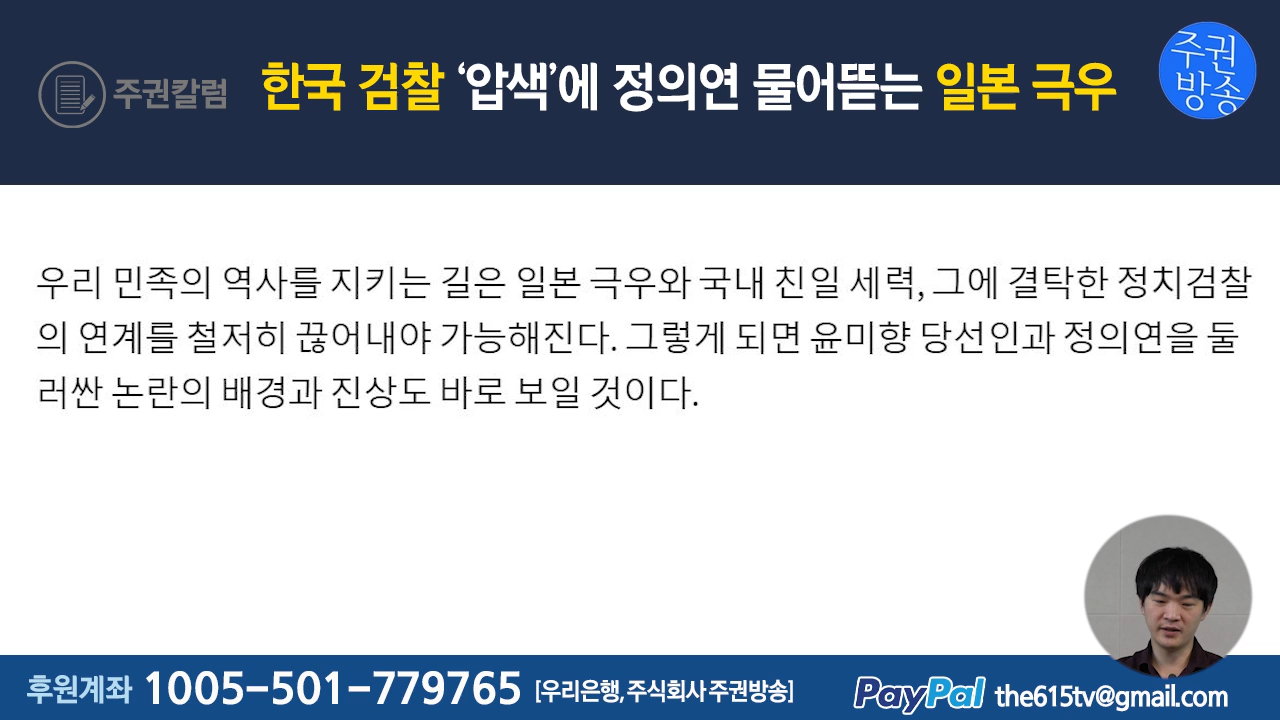 주권칼럼
한국 검찰 ‘압색’에 정의연 물어뜯는 일본 극우
주권
방송
우리 민족의 역사를 지키는 길은 일본 극우와 국내 친일 세력, 그에 결탁한 정치검찰
의 연계를 철저히 끊어내야 가능해진다. 그렇게 되면 윤미향 당선인과 정의연을 둘
러싼 논란의 배경과 진상도 바로 보일 것이다.
후원계좌 1005-501-779765 [우리은행, 주식회사 주권방송] PayPal the615tv@gmail.com